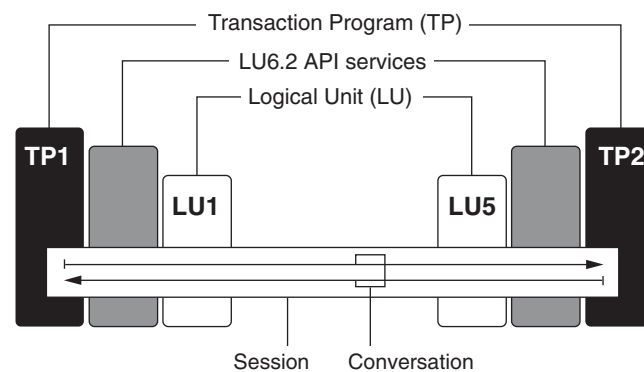 Transaction Program (TP)
LU6.2 API services
Logical Unit (LU)
TP1
TP2
LU1
LU5
Session
Conversation